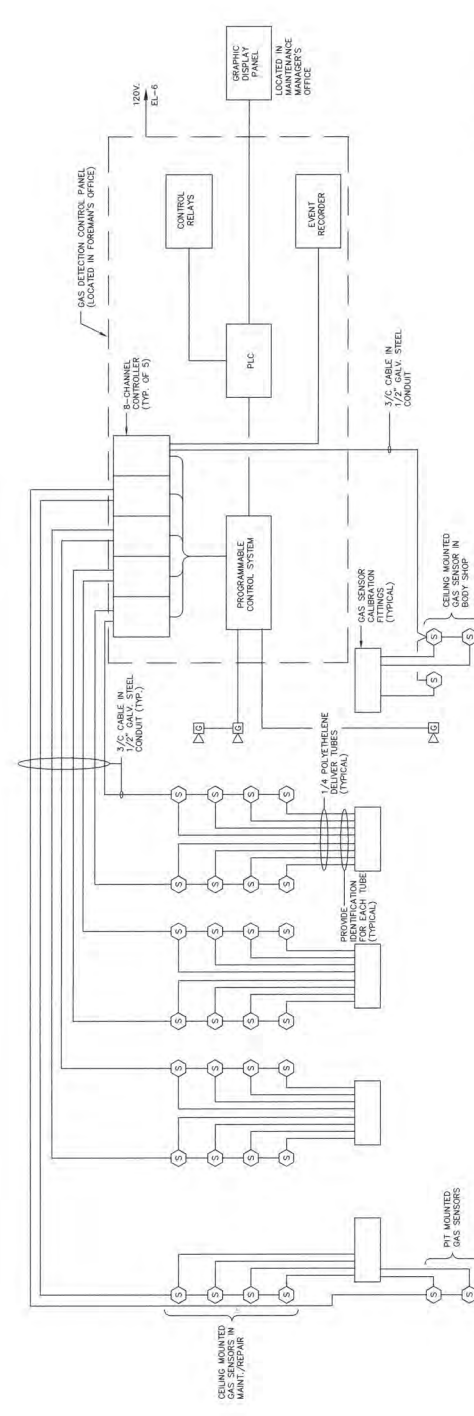 120V.
EL-6
GAS DETECTION CONTROL PANEL
(LOCATED IN FOREMAN'S OFFICE)
GRAPHIC
DISPLAY
PANEL
LOCATED IN
MAINTENANCE
MANAGER'S
OFFICE
8-CHANNEL
CONTROLLER
(TYP. OF 5)
CONTROL
RELAYS
PLC
EVENT
RECORDER
PROGRAMMABLE
CONTROL SYSTEM
3/C CABLE IN
1/2" GALV. STEEL
CONDUIT (TYP.)
3/C CABLE IN
1/2" GALV. STEEL
CONDUIT
G
G
G
S S S S S S S
S S S S S S S
S S S S S S S
S S S S S S S
CEILING MOUNTED
GAS SENSORS IN
MAINT./REPAIR
1/4 POLYETHELENE
DELIVER TUBES
(TYPICAL)
PROVIDE
IDENTIFICATION
FOR EACH TUBE
(TYPICAL)
GAS SENSOR
CALIBRATION
FITTINGS
(TYPICAL)
S
S
PIT MOUNTED
GAS SENSORS
S
S
S
CEILING MOUNTED
GAS SENSOR IN
BODY SHOP